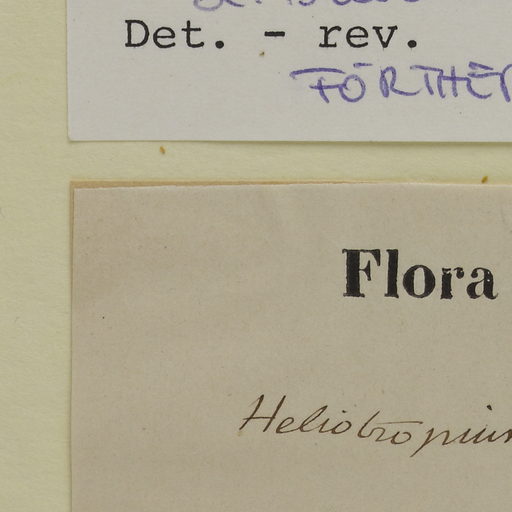 Det. - rev.
FÖRTHER
Flora
Heliotropium